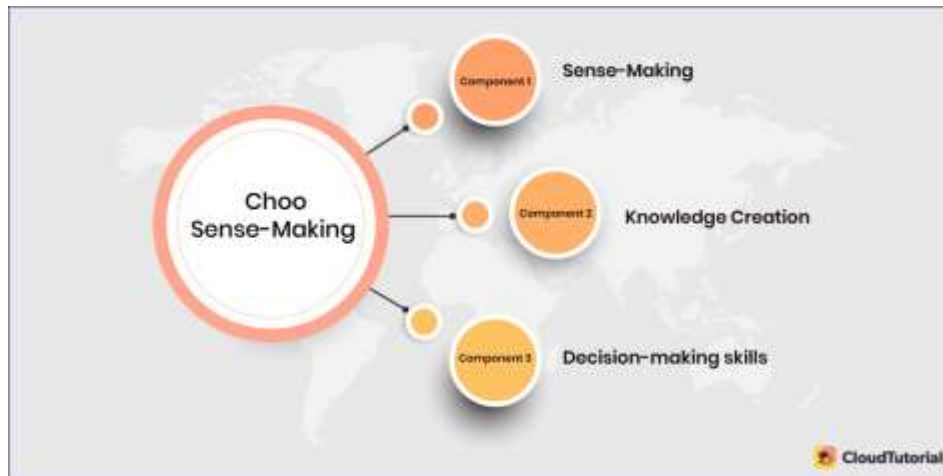 Component 1
Sense-Making
Choo
Sense-Making
Component 2
Knowledge Creation
Component 3
Decision-making skills
CloudTutorial